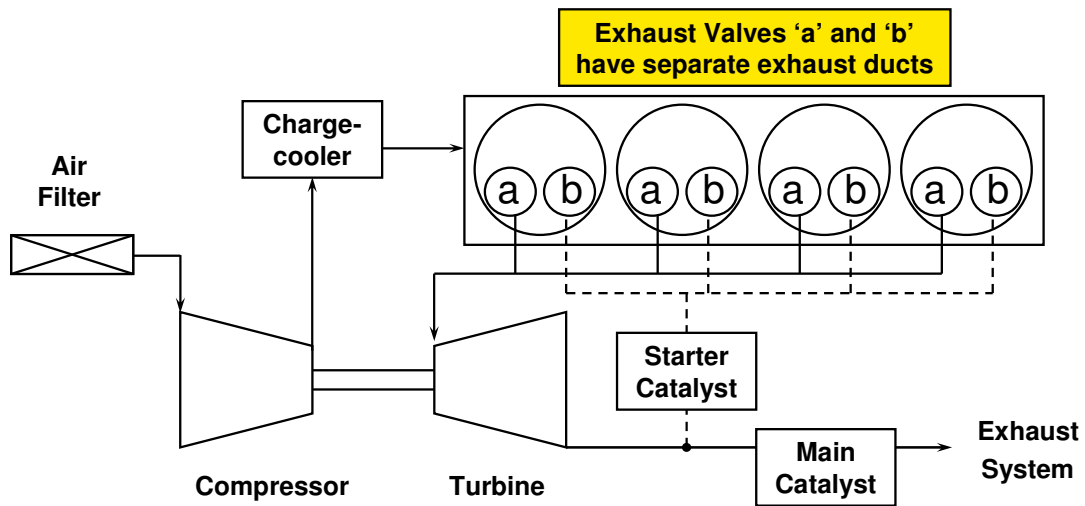 Exhaust Valves ‘a’ and ‘b’
have separate exhaust ducts
Charge-
cooler
Air
Filter
a b a b a b a b
Starter
Catalyst
Main
Catalyst
Exhaust
System
Compressor
Turbine